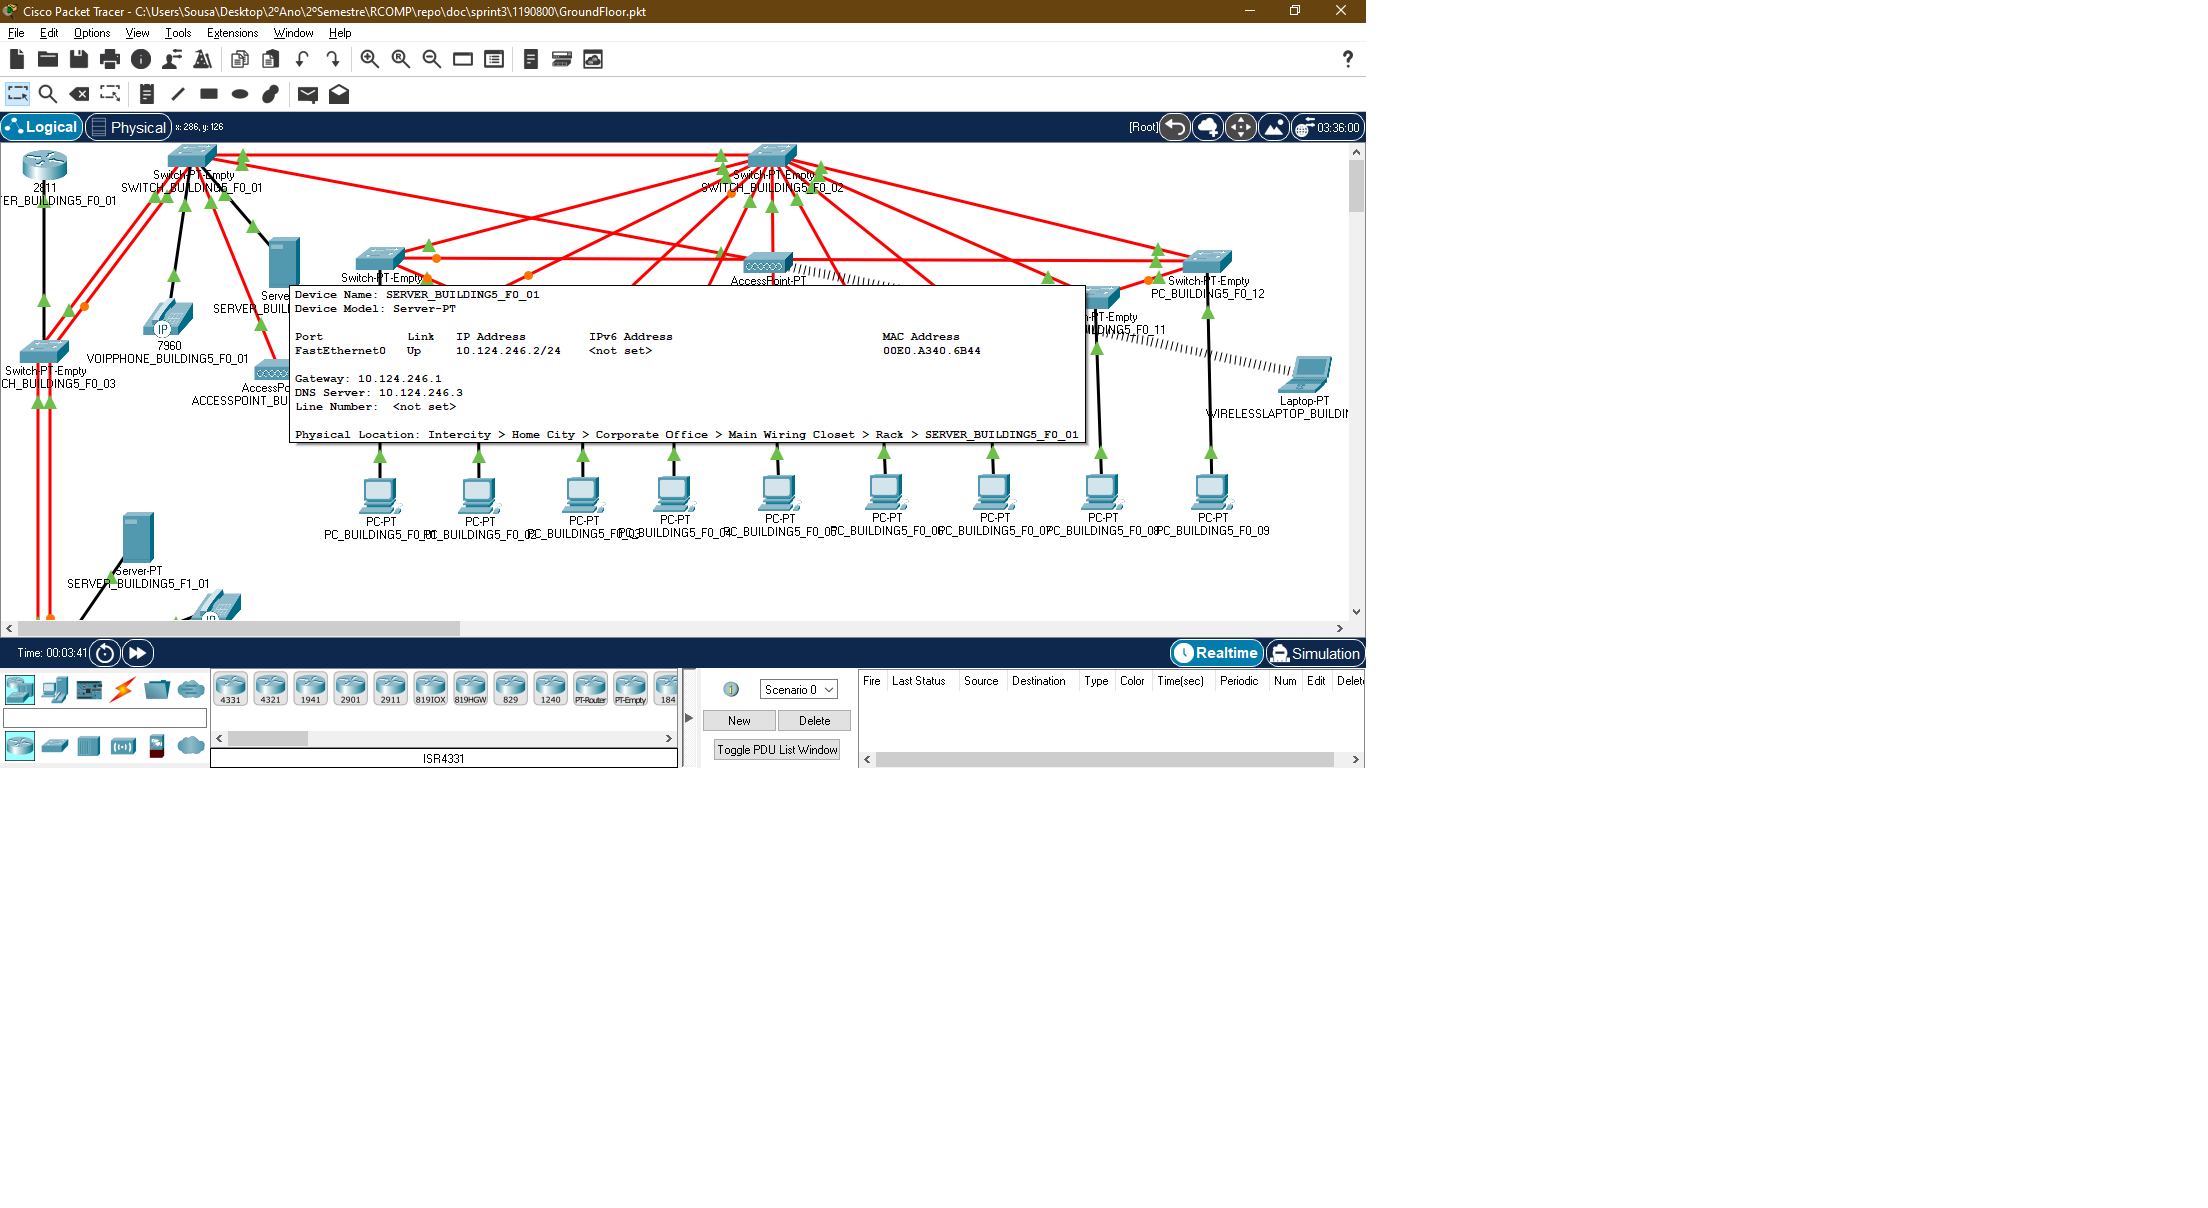 Cisco Packet Tracer - C:\Users\Sousa\Desktop\2ºAno\2ºSemestre\RCOMP\repo\doc\sprint3\1190800\GroundFloor.pkt
File Edit Options View Tools Extensions Window Help
Logical Physical x: 286, y: 126 [Root] 03:36:00
2811
TER_BUILDING5_F0_01
Switch-PT-Empty
SWITCH_BUILDING5_F0_01
Switch-PT-Empty
SWITCH_BUILDING5_F0_02
Switch-PT-Empty
AccessPoint-PT
Switch-PT-Empty
PC_BUILDING5_F0_12
SERVER_BUIL
IP
7960
VOIPPHONE_BUILDING5_F0_01
Switch-PT-Empty
CH_BUILDING5_F0_03
AccessPo
ACCESSPOINT_BU
h-PT-Empty
ILDING5_F0_11
Laptop-PT
WIRELESSLAPTOP_BUILDIN
Device Name: SERVER_BUILDING5_F0_01
Device Model: Server-PT
Port Link IP Address IPv6 Address MAC Address
FastEthernet0 Up 10.124.246.2/24 <not set> 00E0.A340.6B44
Gateway: 10.124.246.1
DNS Server: 10.124.246.3
Line Number: <not set>
Physical Location: Intercity > Home City > Corporate Office > Main Wiring Closet > Rack > SERVER_BUILDING5_F0_01
PC-PT PC-PT PC-PT PC-PT PC-PT PC-PT PC-PT PC-PT PC-PT
PC_BUILDING5_F0_01 PC_BUILDING5_F0_02 PC_BUILDING5_F0_03 PC_BUILDING5_F0_04 PC_BUILDING5_F0_05 PC_BUILDING5_F0_06 PC_BUILDING5_F0_07 PC_BUILDING5_F0_08 PC_BUILDING5_F0_09
Server-PT
SERVER_BUILDING5_F1_01
IP
Time: 00:03:41 Realtime Simulation
4331 4321 1941 2901 2911 819IOX 819HGW 829 1240 PT-Router PT-Empty 184
ISR4331
Scenario 0
New Delete
Toggle PDU List Window
Fire Last Status Source Destination Type Color Time(sec) Periodic Num Edit Delete